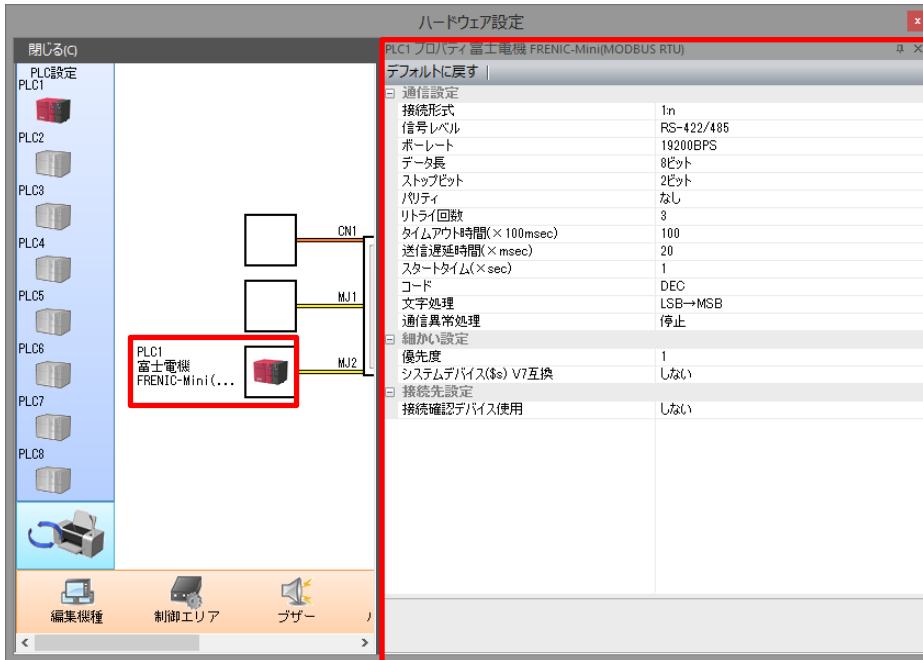 ハードウェア設定
x
閉じる(C)
PLC設定
PLC1
PLC2
PLC3
PLC4
PLC5
PLC6
PLC7
PLC8
CN1
MJ1
MJ2
PLC1
富士電機
FRENIC-Mini(...
編集機種
制御エリア
ブザー
PLC1 プロパティ 富士電機 FRENIC-Mini(MODBUS RTU)
デフォルトに戻す
通信設定
接続形式 1:n
信号レベル RS-422/485
ボーレート 19200BPS
データ長 8ビット
ストップビット 2ビット
パリティ なし
リトライ回数 3
タイムアウト時間(×100msec) 100
送信遅延時間(×msec) 20
スタートタイム(×sec) 1
コード DEC
文字処理 LSB→MSB
通信異常処理 停止
細かい設定
優先度 1
システムデバイス($s) V7互換 しない
接続先設定
接続確認デバイス使用 しない